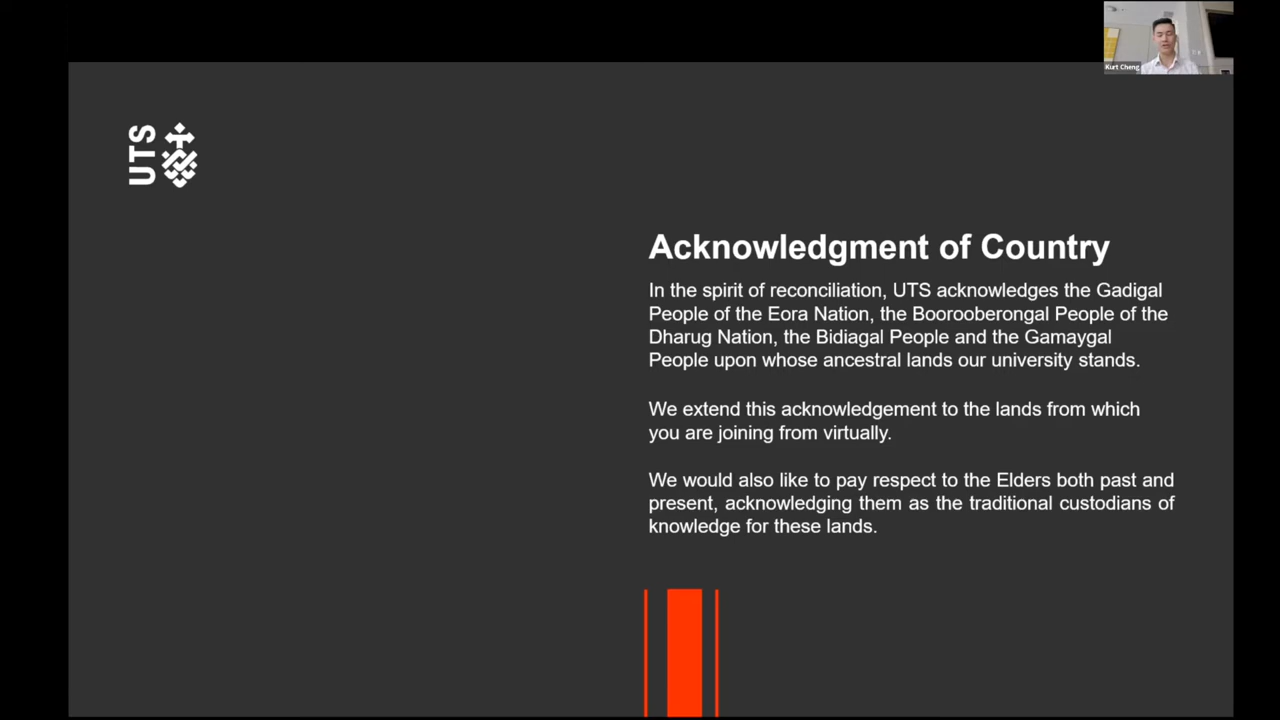 Kurt Cheng
UTS
Acknowledgment of Country
In the spirit of reconciliation, UTS acknowledges the Gadigal
People of the Eora Nation, the Boorooberongal People of the
Dharug Nation, the Bidiagal People and the Gamaygal
People upon whose ancestral lands our university stands.
We extend this acknowledgement to the lands from which
you are joining from virtually.
We would also like to pay respect to the Elders both past and
present, acknowledging them as the traditional custodians of
knowledge for these lands.